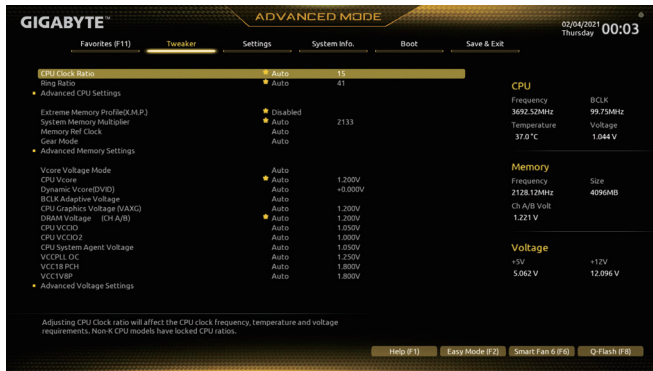 GIGABYTE™
ADVANCED MODE
02/04/2021
Thursday
00:03
Favorites (F11) Tweaker Settings System Info. Boot Save & Exit
CPU Clock Ratio Auto 15
Ring Ratio Auto 41
Advanced CPU Settings
Extreme Memory Profile(X.M.P.) Disabled
System Memory Multiplier Auto 2133
Memory Ref Clock Auto
Gear Mode Auto
Advanced Memory Settings
Vcore Voltage Mode Auto
CPU Vcore Auto 1.200V
Dynamic Vcore(DVID) Auto +0.000V
BCLK Adaptive Voltage Auto
CPU Graphics Voltage (VAXG) Auto 1.200V
DRAM Voltage (CH A/B) Auto 1.200V
CPU VCCIO Auto 1.050V
CPU VCCIO2 Auto 1.000V
CPU System Agent Voltage Auto 1.050V
VCCPLL OC Auto 1.250V
VCC18 PCH Auto 1.800V
VCC1V8P Auto 1.800V
Advanced Voltage Settings
CPU
Frequency BCLK
3692.52MHz 99.75MHz
Temperature Voltage
37.0 °C 1.044 V
Memory
Frequency Size
2128.12MHz 4096MB
Ch A/B Volt
1.221 V
Voltage
+5V +12V
5.062 V 12.096 V
Adjusting CPU Clock ratio will affect the CPU clock frequency, temperature and voltage
requirements. Non-K CPU models have locked CPU ratios.
Help (F1) Easy Mode (F2) Smart Fan 6 (F6) Q-Flash (F8)